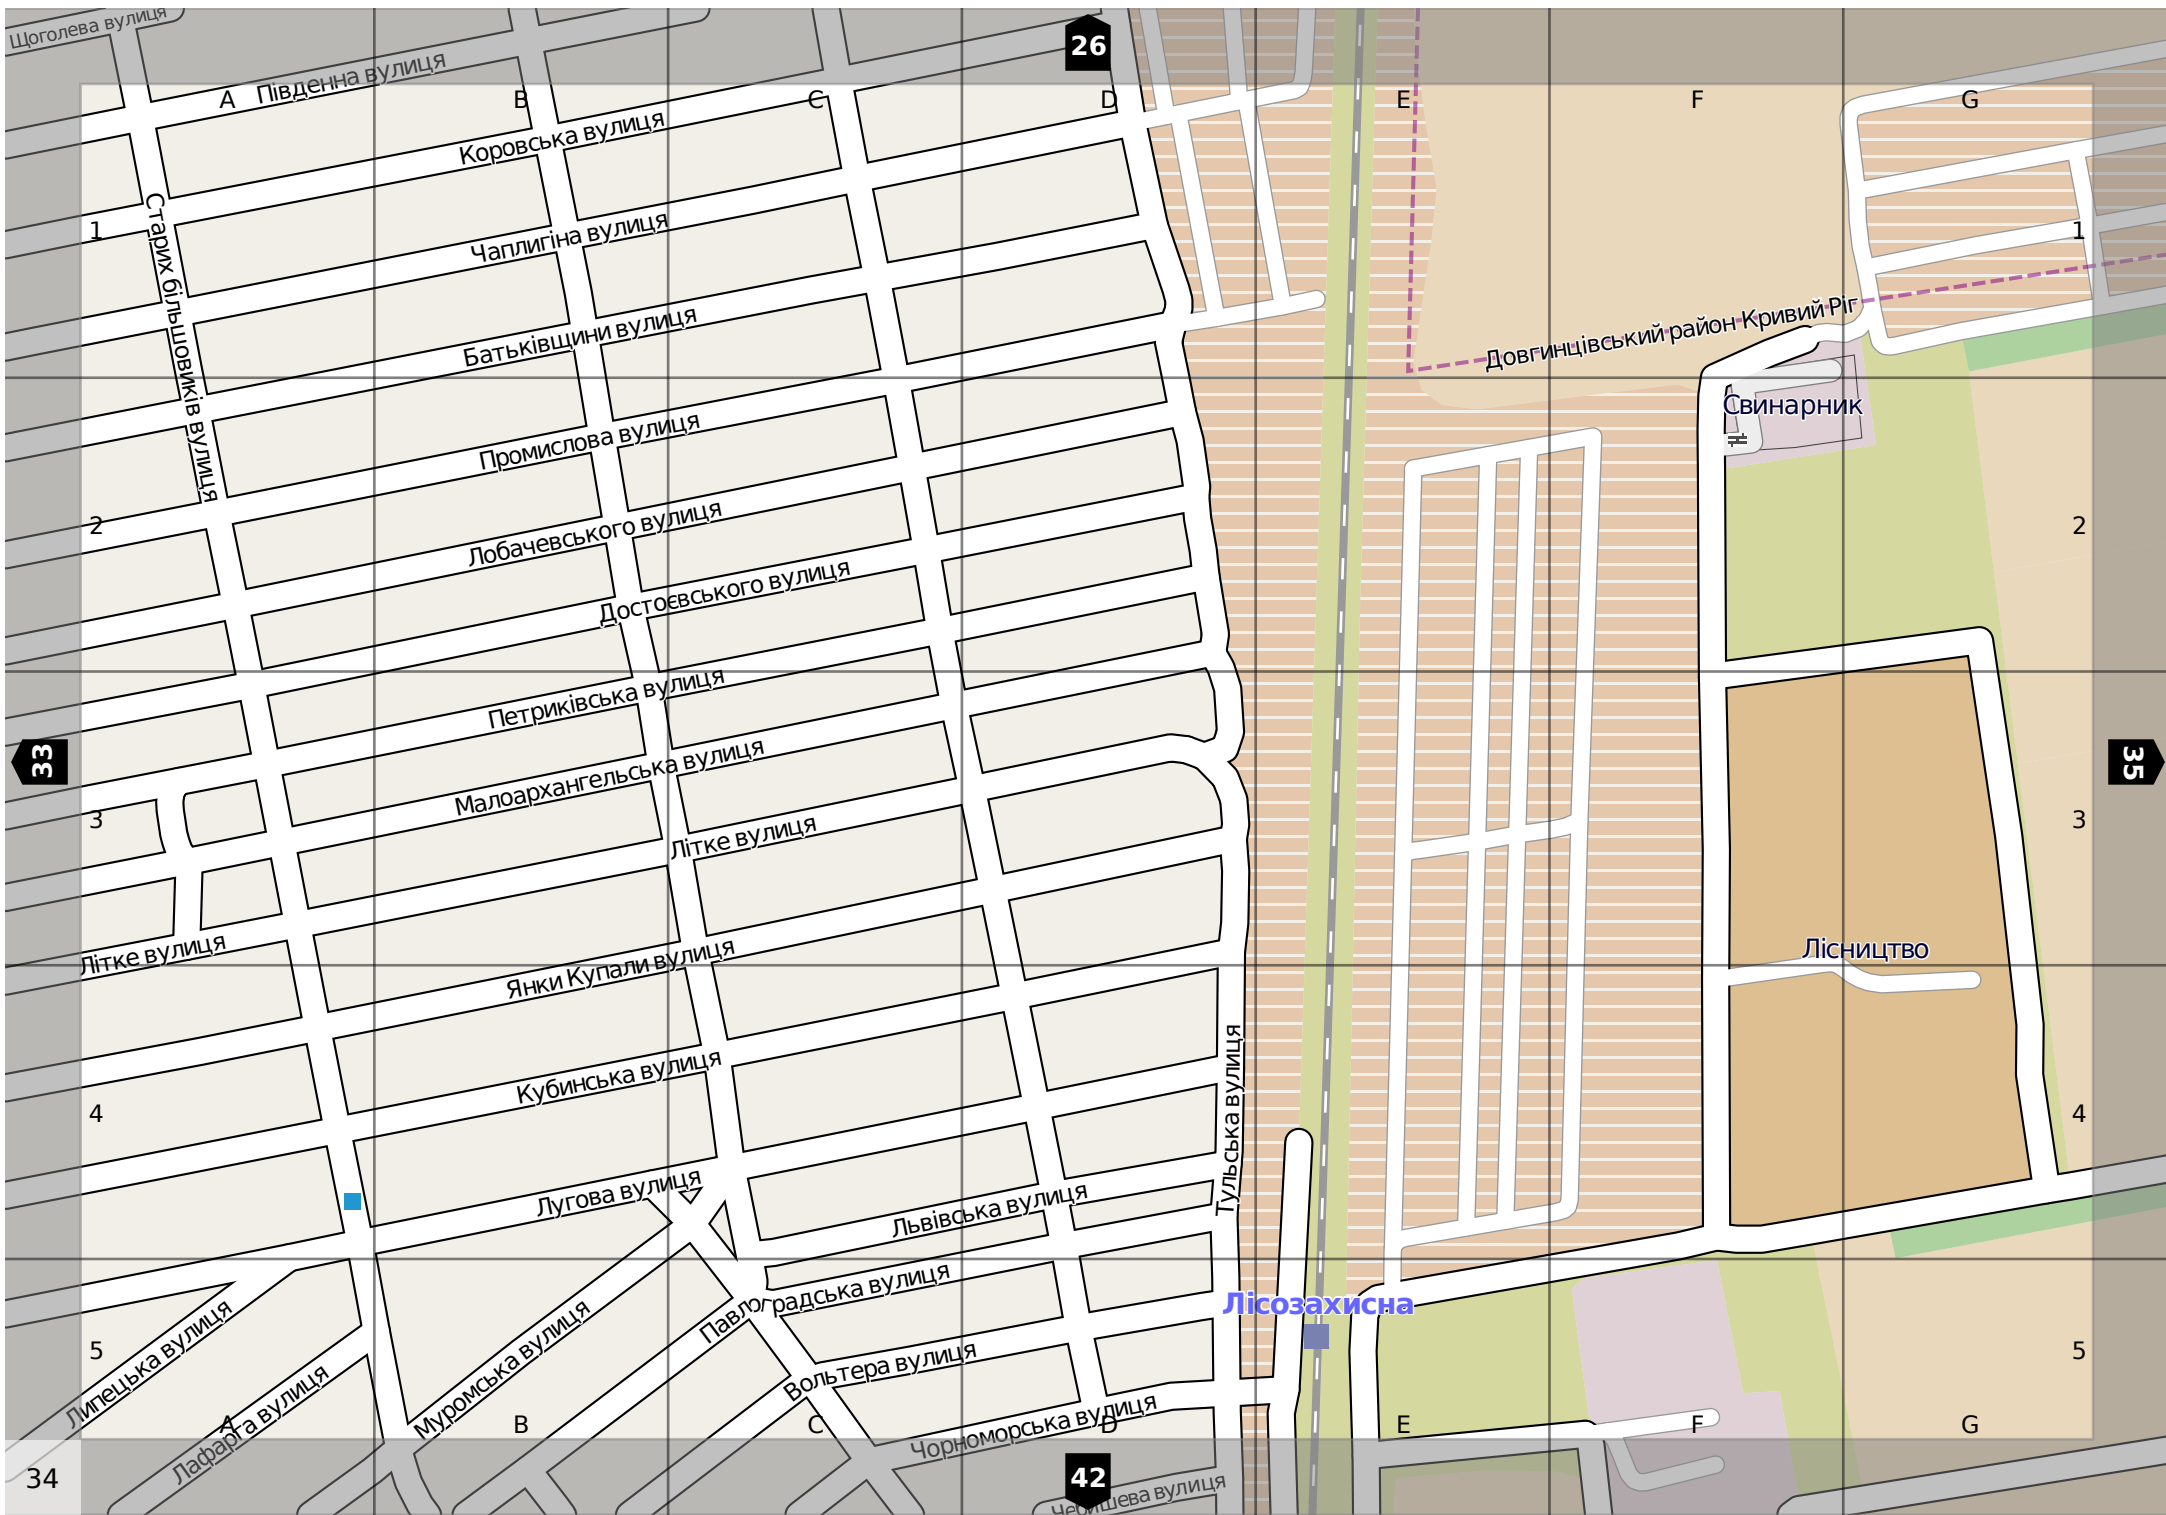 Щоголева вулиця
26
Південна вулиця
A
B
C
D
E
F
G
Коровська вулиця
1
Старих більшовиків вулиця
Чаплигіна вулиця
1
Батьківщини вулиця
Довгинцівський район Кривий Ріг
Свинарник
Промислова вулиця
2
Лобачевського вулиця
2
Достоєвського вулиця
Петриківська вулиця
33
Малоархангельська вулиця
35
3
Літке вулиця
3
Літке вулиця
Янки Купали вулиця
Лісництво
Кубинська вулиця
Тульська вулиця
4
4
Лугова вулиця
Львівська вулиця
Павлоградська вулиця
Лісозахисна
5
Липецька вулиця
Муромська вулиця
Вольтера вулиця
5
Лафарга вулиця
Чорноморська вулиця
A
B
C
D
E
F
G
34
42
Чебишева вулиця